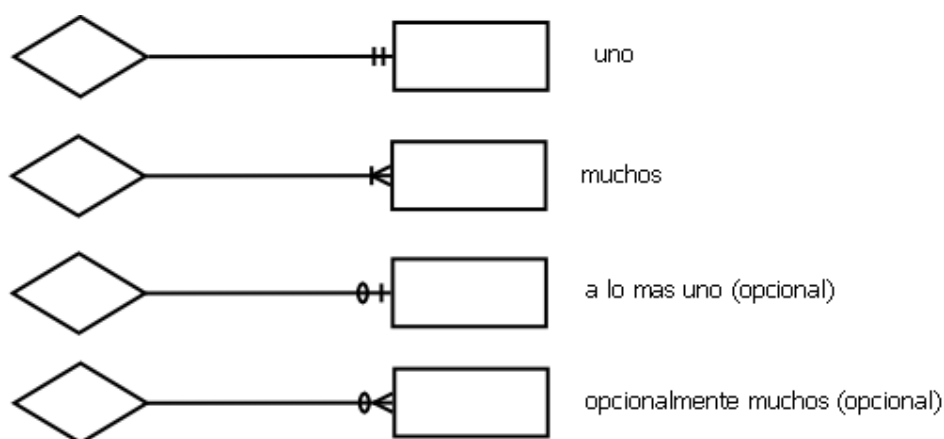 uno
muchos
a lo mas uno (opcional)
opcionalmente muchos (opcional)